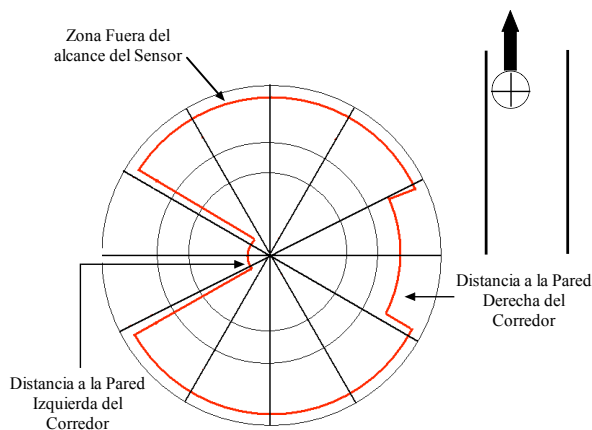 Zona Fuera del
alcance del Sensor
Distancia a la Pared
Derecha del
Corredor
Distancia a la Pared
Izquierda del
Corredor